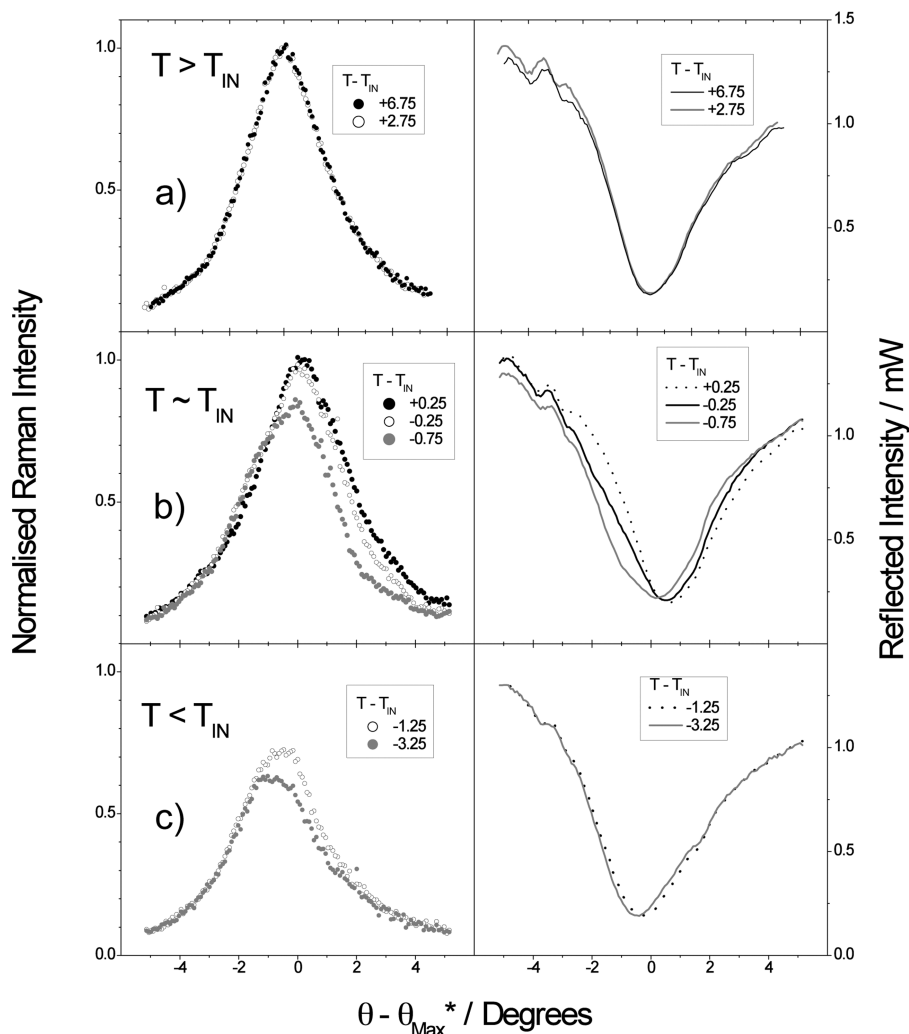 Normalised Raman Intensity
Reflected Intensity / mW
1.0
0.5
T > T_IN
a)
T - T_IN
+6.75
+2.75
T - T_IN
+6.75
+2.75
1.5
1.0
0.5
1.0
0.5
T ~ T_IN
b)
T - T_IN
+0.25
-0.25
-0.75
T - T_IN
+0.25
-0.25
-0.75
1.0
0.5
1.0
0.5
0.0
T < T_IN
c)
T - T_IN
-1.25
-3.25
T - T_IN
-1.25
-3.25
1.0
0.5
0.0
-4 -2 0 2 4
-4 -2 0 2 4
θ - θ_Max* / Degrees